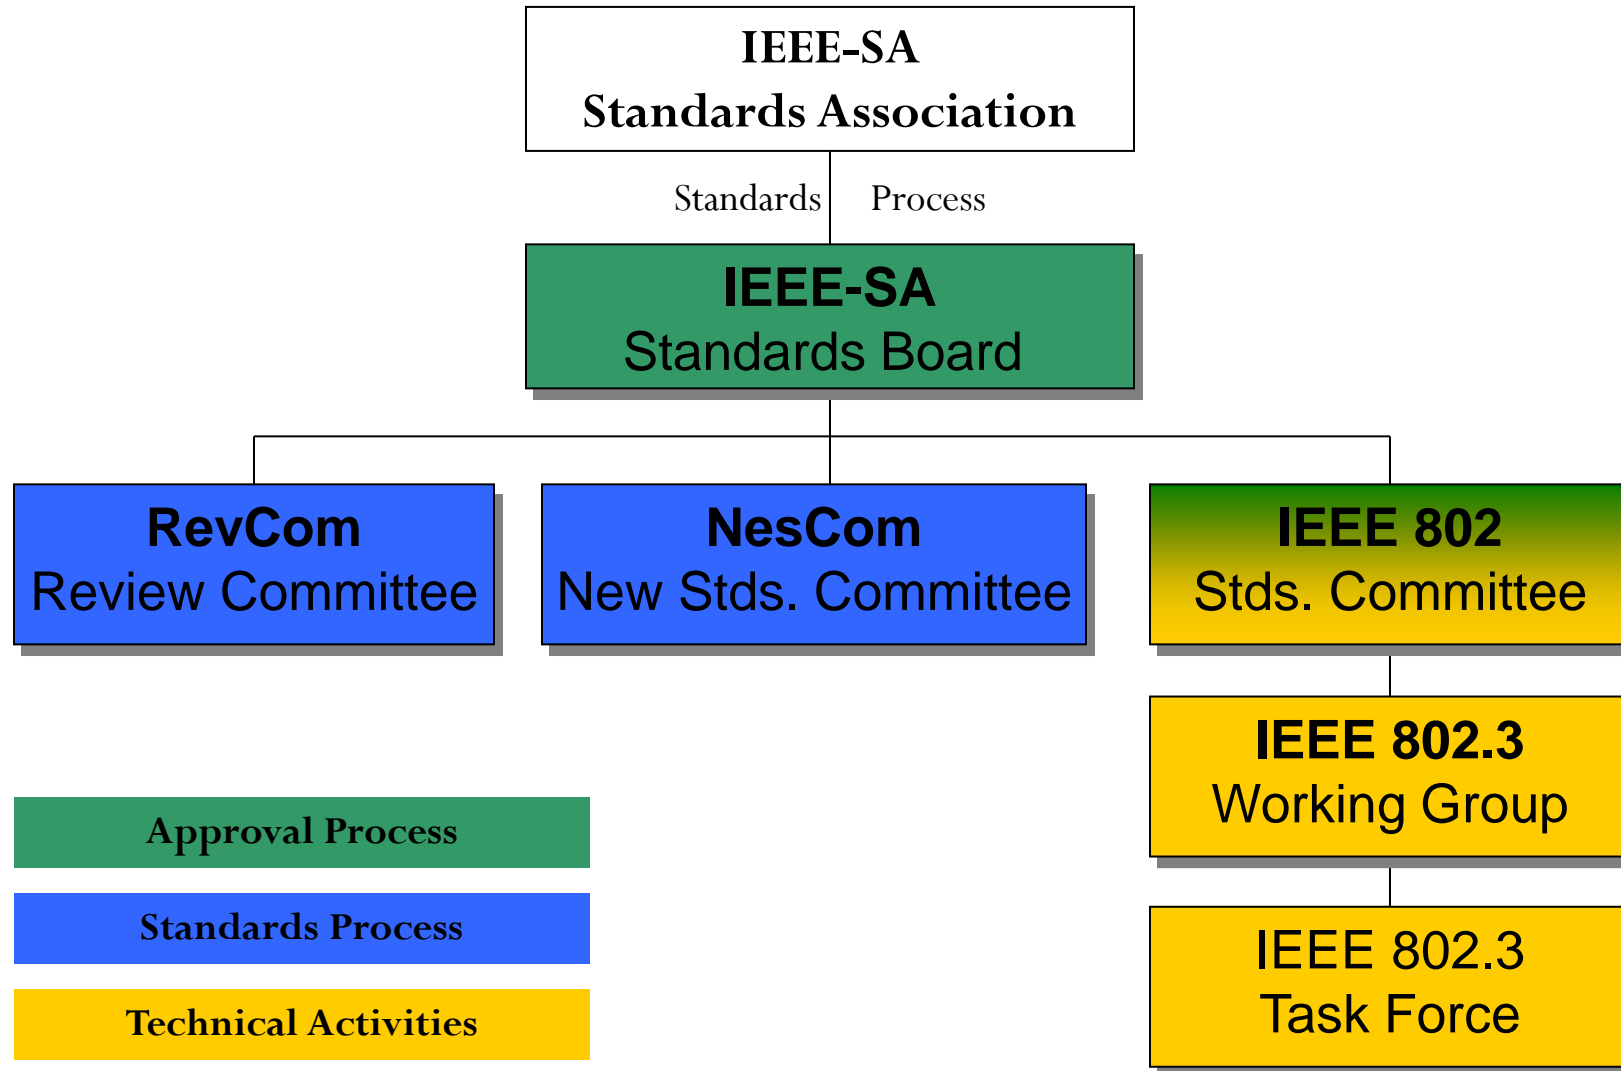 IEEE-SA
Standards Association
Standards Process
IEEE-SA
Standards Board
RevCom
Review Committee
NesCom
New Stds. Committee
IEEE 802
Stds. Committee
IEEE 802.3
Working Group
IEEE 802.3
Task Force
Approval Process
Standards Process
Technical Activities